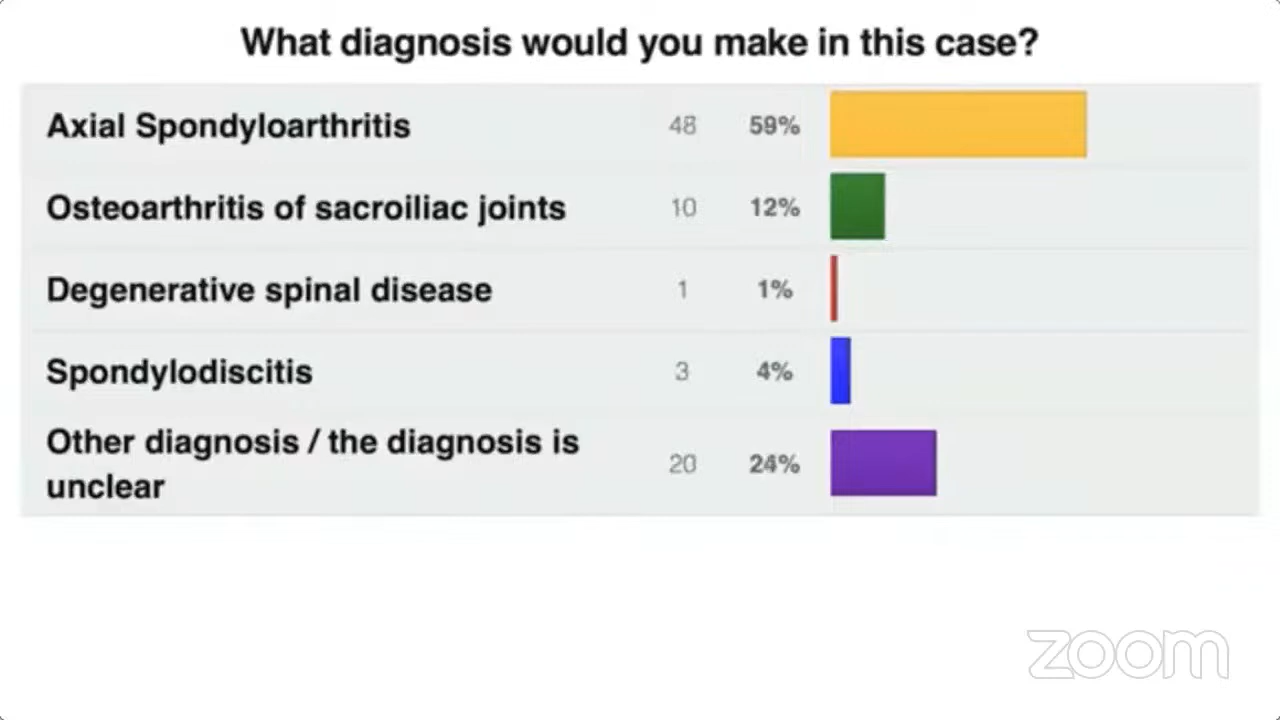 What diagnosis would you make in this case?
Axial Spondyloarthritis 48 59%
Osteoarthritis of sacroiliac joints 10 12%
Degenerative spinal disease 1 1%
Spondylodiscitis 3 4%
Other diagnosis / the diagnosis is
unclear 20 24%
zoom